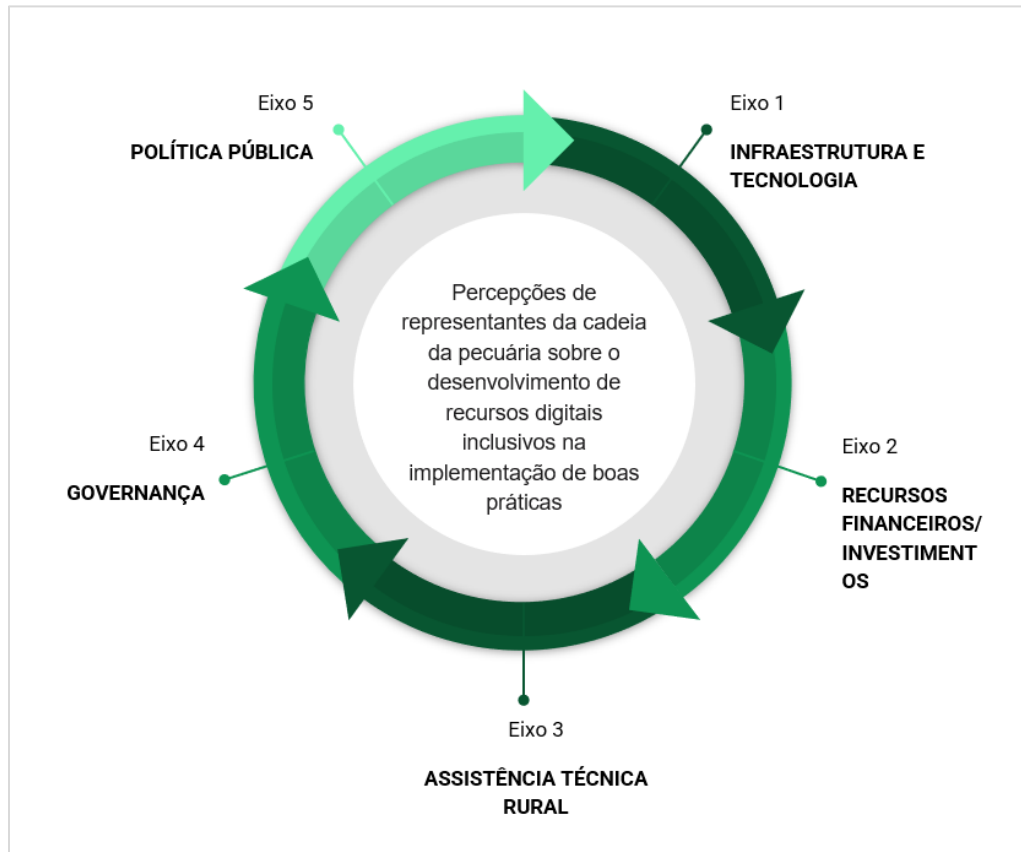 Eixo 5
POLÍTICA PÚBLICA
Eixo 1
INFRAESTRUTURA E
TECNOLOGIA
Percepções de
representantes da cadeia
da pecuária sobre o
desenvolvimento de
recursos digitais
inclusivos na
implementação de boas
práticas
Eixo 4
GOVERNANÇA
Eixo 2
RECURSOS
FINANCEIROS/
INVESTIMENT
OS
Eixo 3
ASSISTÊNCIA TÉCNICA
RURAL